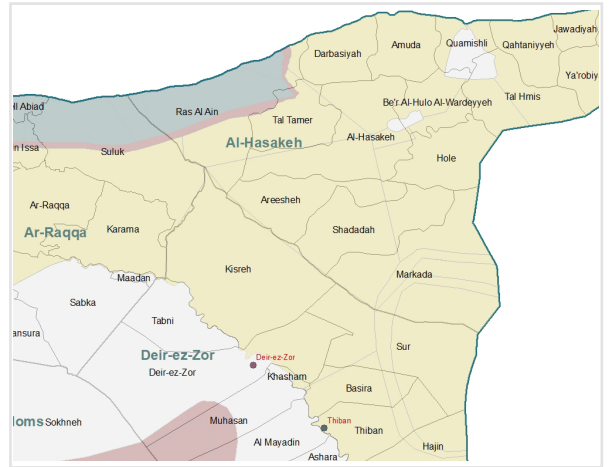 Jawadiyah
Quamishli
Amuda
Qahtaniyyeh
Darbasiyah
Ya'robiy
Tal Hmis
Be'r Al-Hulo Al-Wardeyyeh
ll Abiad
Ras Al Ain
Tal Tamer
Al-Hasakeh
Al-Hasakeh
n Issa
Suluk
Hole
Areesheh
Ar-Raqqa
Karama
Ar-Raqqa
Shadadah
Kisreh
Markada
Maadan
Sabka
Tabni
ansura
Sur
Deir-ez-Zor
Deir-ez-Zor
Deir-ez-Zor
Khasham
Basira
Muhasan
oms
Sokhneh
Thiban
Thiban
Al Mayadin
Hajin
Ashara